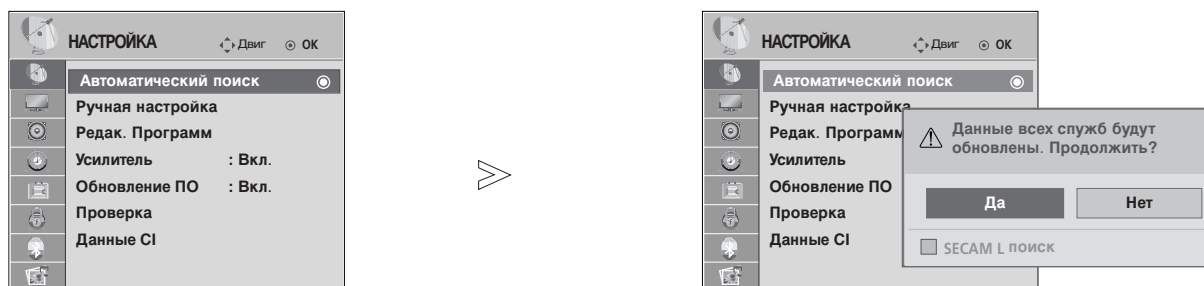 НАСТРОЙКА Двиг OK
Автоматический поиск
Ручная настройка
Редак. Программ
Усилитель : Вкл.
Обновление ПО : Вкл.
Проверка
Данные CI
НАСТРОЙКА Двиг OK
Автоматический поиск
Ручная настройка
Редак. Программ
Усилитель
Обновление ПО
Проверка
Данные CI
Данные всех служб будут
обновлены. Продолжить?
Да Нет
SECAM L поиск